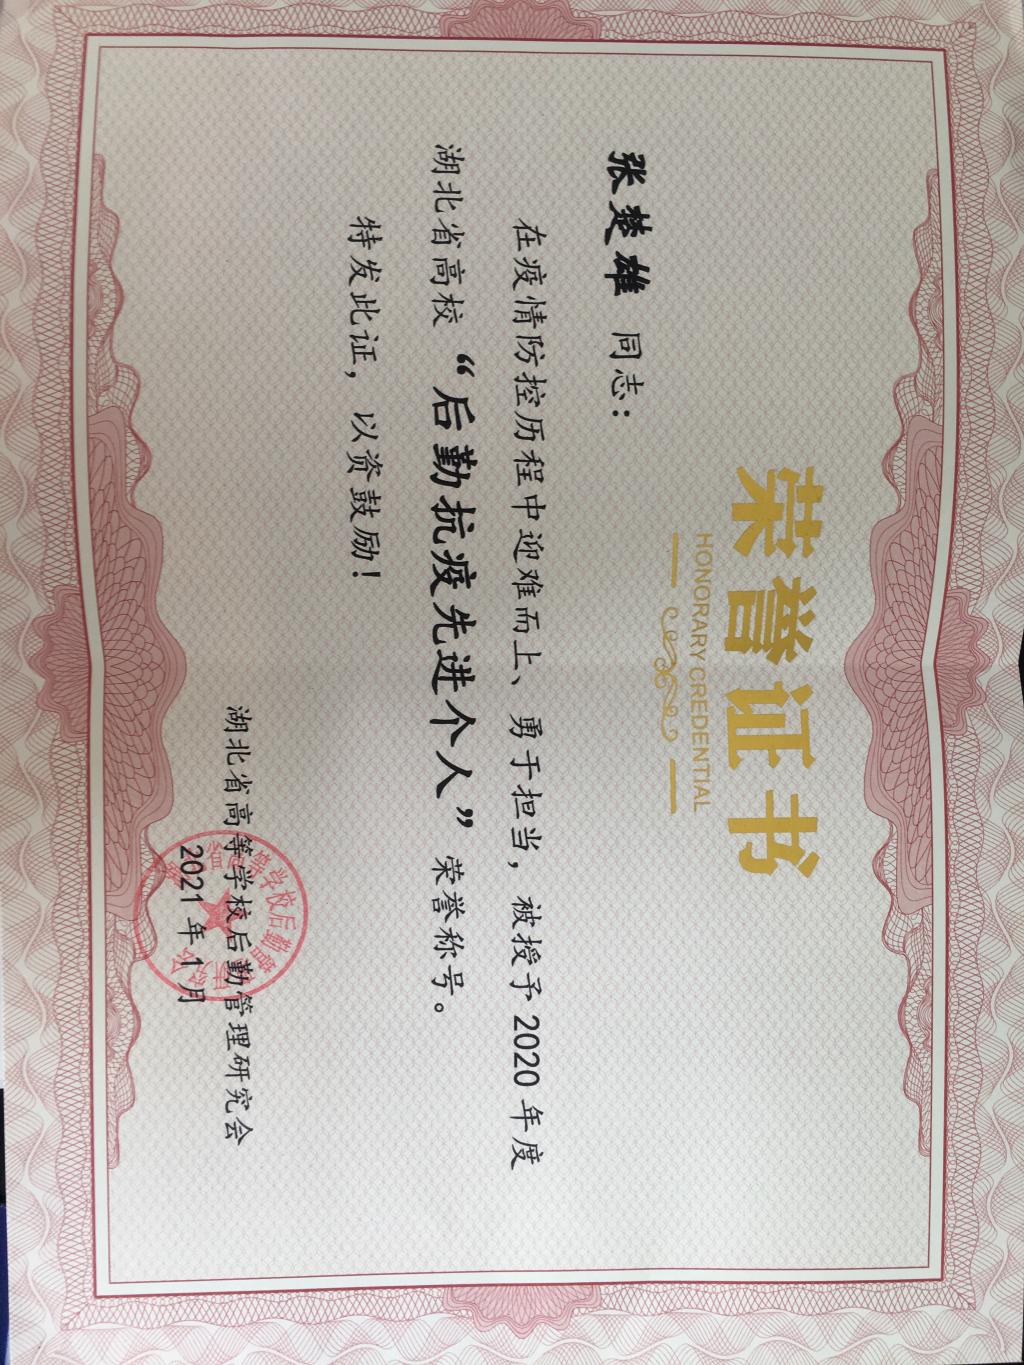 荣誉证书
HONORARY CREDENTIAL
张楚雄 同志：
在疫情防控历程中迎难而上、勇于担当，被授予2020年度
湖北省高校“后勤抗疫先进个人”荣誉称号。
特发此证，以资鼓励！
湖北省高等学校后勤管理研究会
2021年1月